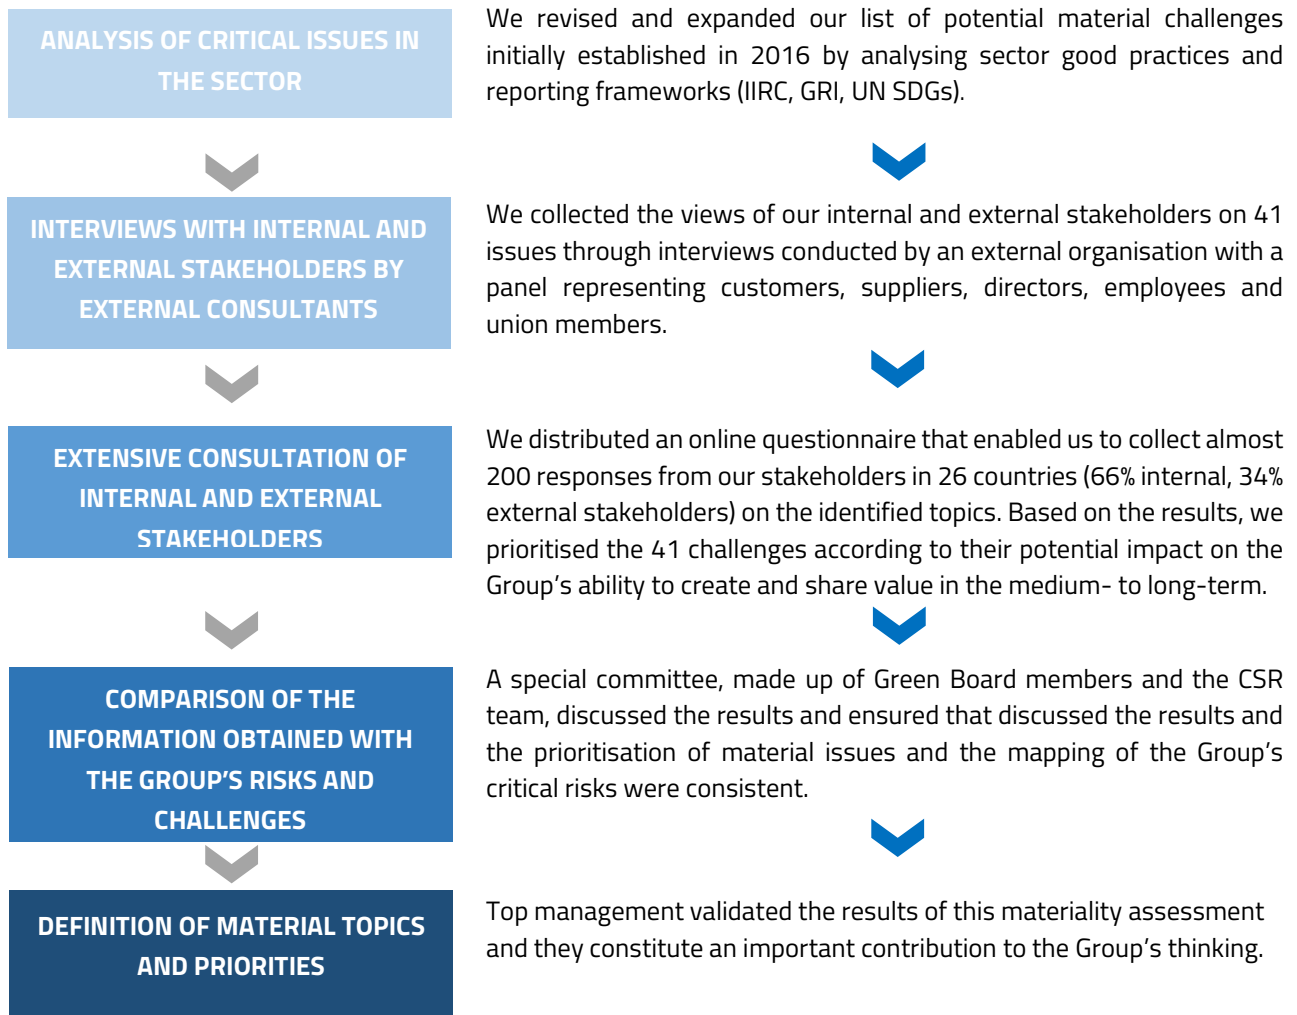 ANALYSIS OF CRITICAL ISSUES IN
THE SECTOR
We revised and expanded our list of potential material challenges
initially established in 2016 by analysing sector good practices and
reporting frameworks (IIRC, GRI, UN SDGs).
INTERVIEWS WITH INTERNAL AND
EXTERNAL STAKEHOLDERS BY
EXTERNAL CONSULTANTS
We collected the views of our internal and external stakeholders on 41
issues through interviews conducted by an external organisation with a
panel representing customers, suppliers, directors, employees and
union members.
EXTENSIVE CONSULTATION OF
INTERNAL AND EXTERNAL
STAKEHOLDERS
We distributed an online questionnaire that enabled us to collect almost
200 responses from our stakeholders in 26 countries (66% internal, 34%
external stakeholders) on the identified topics. Based on the results, we
prioritised the 41 challenges according to their potential impact on the
Group's ability to create and share value in the medium- to long-term.
COMPARISON OF THE
INFORMATION OBTAINED WITH
THE GROUP'S RISKS AND
CHALLENGES
A special committee, made up of Green Board members and the CSR
team, discussed the results and ensured that discussed the results and
the prioritisation of material issues and the mapping of the Group's
critical risks were consistent.
DEFINITION OF MATERIAL TOPICS
AND PRIORITIES
Top management validated the results of this materiality assessment
and they constitute an important contribution to the Group's thinking.